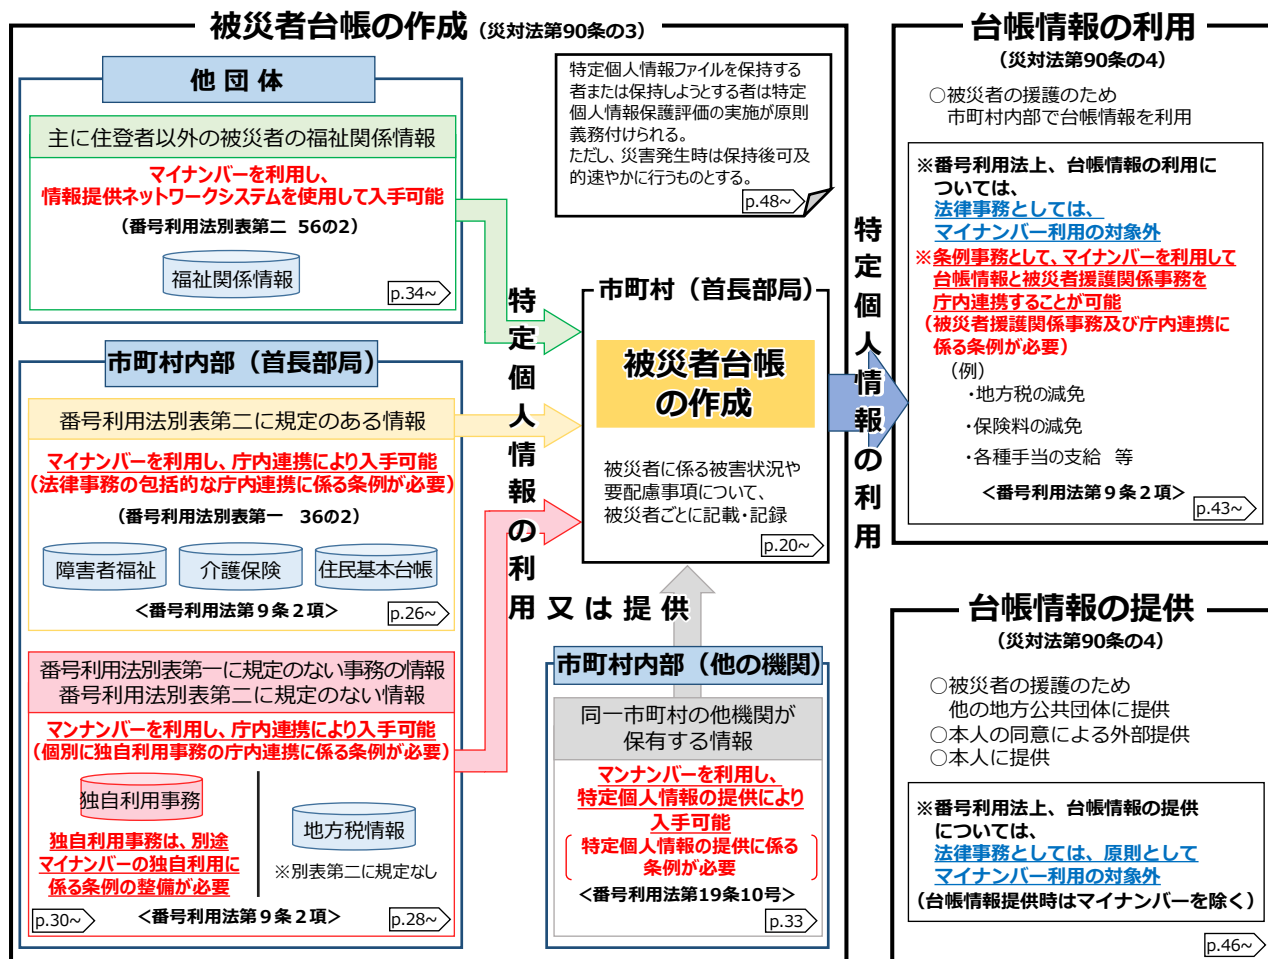 被災者台帳の作成 (災対法第90条の3)
他 団 体
主に住登者以外の被災者の福祉関係情報
マイナンバーを利用し、
情報提供ネットワークシステムを使用して入手可能
(番号利用法別表第二 56の2)
福祉関係情報
p.34~
特定個人情報ファイルを保持する
者または保持しようとする者は特定
個人情報保護評価の実施が原則
義務付けられる。
ただし、災害発生時は保持後可及
的速やかに行うものとする。
p.48~
市町村内部(首長部局)
番号利用法別表第二に規定のある情報
マイナンバーを利用し、庁内連携により入手可能
(法律事務の包括的な庁内連携に係る条例が必要)
(番号利用法別表第一 36の2)
障害者福祉
介護保険
住民基本台帳
<番号利用法第9条2項>
p.26~
番号利用法別表第一に規定のない事務の情報
番号利用法別表第二に規定のない情報
マンナンバーを利用し、庁内連携により入手可能
(個別に独自利用事務の庁内連携に係る条例が必要)
独自利用事務
独自利用事務は、別途
マイナンバーの独自利用に
係る条例の整備が必要
地方税情報
※別表第二に規定なし
p.30~
<番号利用法第9条2項>
p.28~
特定個人情報の利用又は提供
市町村(首長部局)
被災者台帳
の作成
被災者に係る被害状況や
要配慮事項について、
被災者ごとに記載・記録
p.20~
市町村内部(他の機関)
同一市町村の他機関が
保有する情報
マンナンバーを利用し、
特定個人情報の提供により
入手可能
特定個人情報の提供に係る
条例が必要
<番号利用法第19条10号>
p.33
特定個人情報の利用
台帳情報の利用
(災対法第90条の4)
○被災者の援護のため
市町村内部で台帳情報を利用
※番号利用法上、台帳情報の利用に
ついては、
法律事務としては、
マイナンバー利用の対象外
※条例事務として、マイナンバーを利用して
台帳情報と被災者援護関係事務を
庁内連携することが可能
(被災者援護関係事務及び庁内連携に
係る条例が必要)
(例)
・地方税の減免
・保険料の減免
・各種手当の支給 等
<番号利用法第9条2項>
p.43~
台帳情報の提供
(災対法第90条の4)
○被災者の援護のため
他の地方公共団体に提供
○本人の同意による外部提供
○本人に提供
※番号利用法上、台帳情報の提供
については、
法律事務としては、原則として
マイナンバー利用の対象外
(台帳情報提供時はマイナンバーを除く)
p.46~